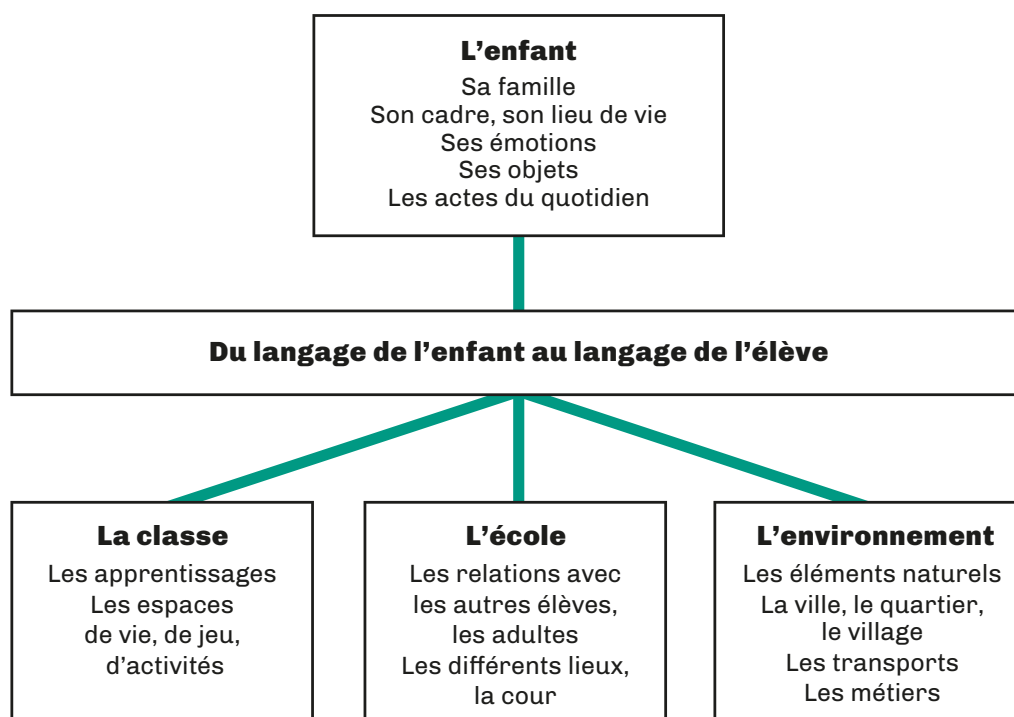 L’enfant
Sa famille
Son cadre, son lieu de vie
Ses émotions
Ses objets
Les actes du quotidien
Du langage de l’enfant au langage de l’élève
La classe
Les apprentissages
Les espaces
de vie, de jeu,
d’activités
L’école
Les relations avec
les autres élèves,
les adultes
Les différents lieux,
la cour
L’environnement
Les éléments naturels
La ville, le quartier,
le village
Les transports
Les métiers